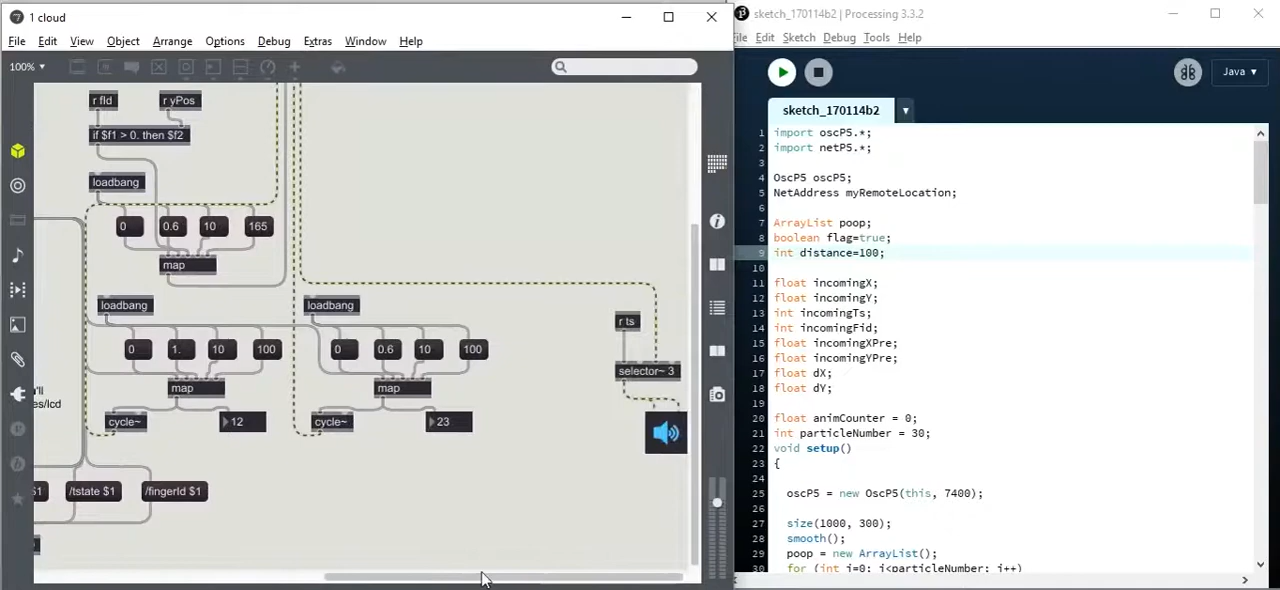 1 cloud
File Edit View Object Arrange Options Debug Extras Window Help
100%
r fId
r yPos
if $f1 > 0. then $f2
loadbang
0 0.6 10 165
map
loadbang
loadbang
r ts
0 1. 10 100
0 0.6 10 100
selector~ 3
map
map
cycle~
12
cycle~
23
es/lcd
$1
/tstate $1
/fingerId $1
sketch_170114b2 | Processing 3.3.2
File Edit Sketch Debug Tools Help
Java
sketch_170114b2
1 import oscP5.*;
2 import netP5.*;
3
4 OscP5 oscP5;
5 NetAddress myRemoteLocation;
6
7 ArrayList poop;
8 boolean flag=true;
9 int distance=100;
10
11 float incomingX;
12 float incomingY;
13 int incomingTs;
14 int incomingFid;
15 float incomingXPre;
16 float incomingYPre;
17 float dX;
18 float dY;
19
20 float animCounter = 0;
21 int particleNumber = 30;
22 void setup()
23 {
24
25 oscP5 = new OscP5(this, 7400);
26
27 size(1000, 300);
28 smooth();
29 poop = new ArrayList();
30 for (int i=0; i<particleNumber; i++)